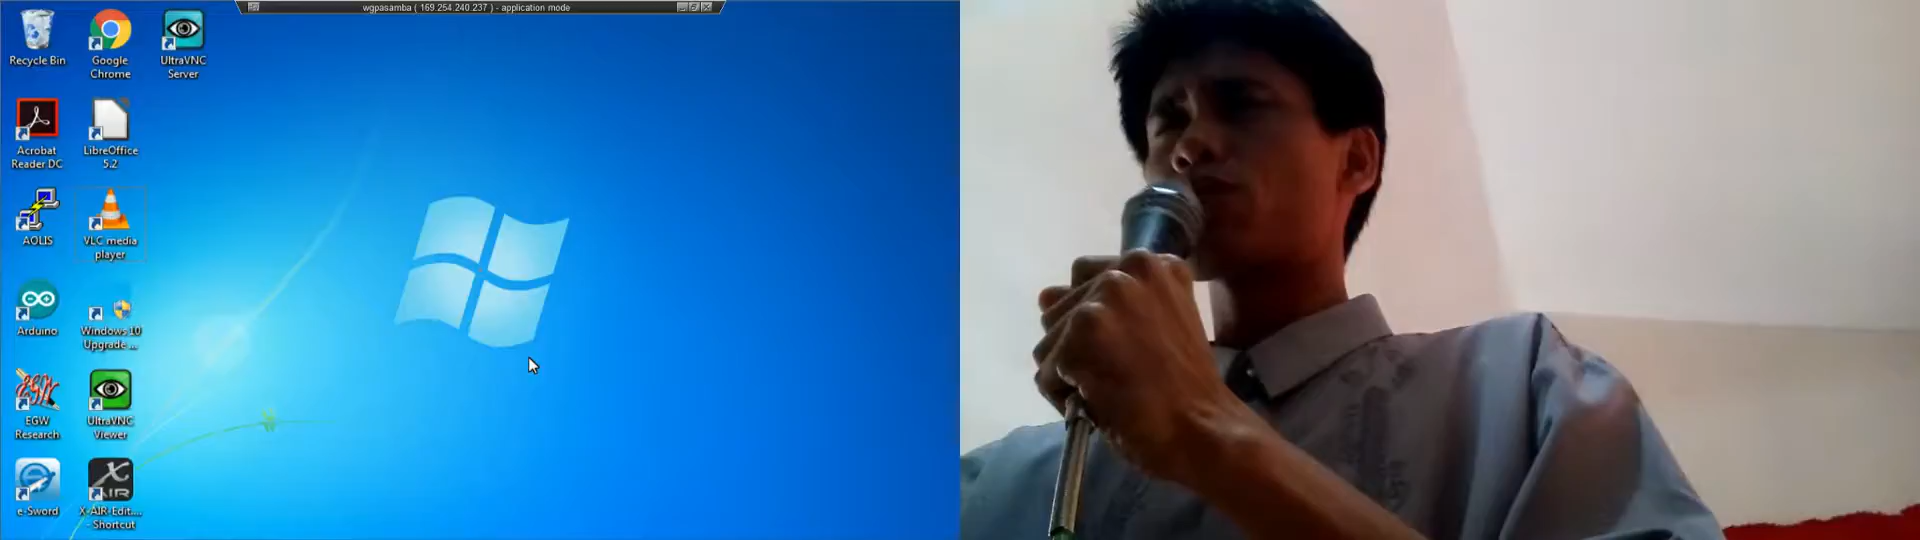 wgpasamba ( 169.254.240.237 ) - application mode
Recycle Bin
Google
Chrome
UltraVNC
Server
Acrobat
Reader DC
LibreOffice
5.2
AOLIS
VLC media
player
Arduino
Windows 10
Upgrade ...
EGW
Research
UltraVNC
Viewer
e-Sword
X-AIR-Edit....
- Shortcut